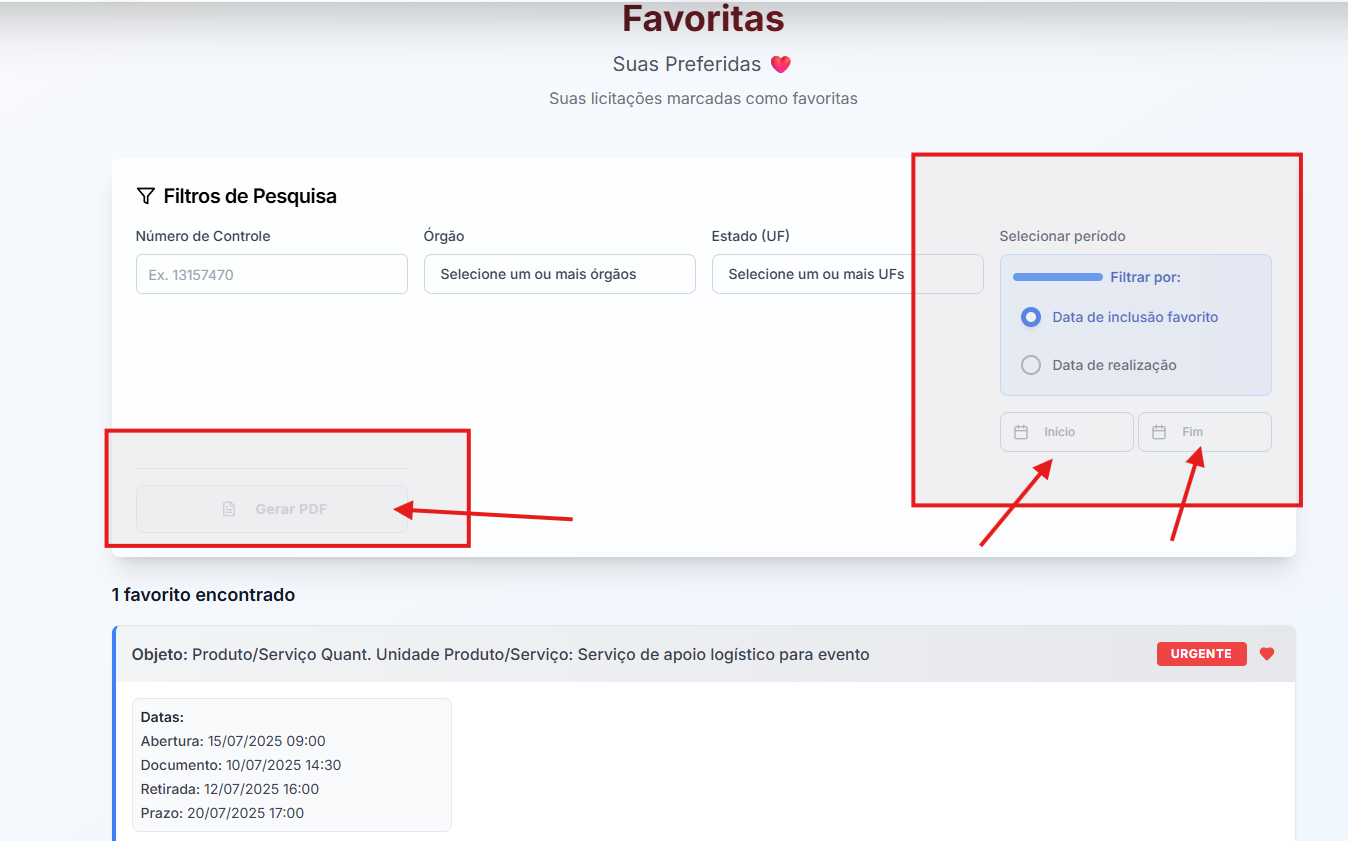 Favoritas
Suas Preferidas
Suas licitações marcadas como favoritas
Filtros de Pesquisa
Número de Controle
Órgão
Estado (UF)
Selecionar período
Ex. 13157470
Selecione um ou mais órgãos
Selecione um ou mais UFs
Filtrar por:
Data de inclusão favorito
Data de realização
Início
Fim
Gerar PDF
1 favorito encontrado
Objeto: Produto/Serviço Quant. Unidade Produto/Serviço: Serviço de apoio logístico para evento
URGENTE
Datas:
Abertura: 15/07/2025 09:00
Documento: 10/07/2025 14:30
Retirada: 12/07/2025 16:00
Prazo: 20/07/2025 17:00